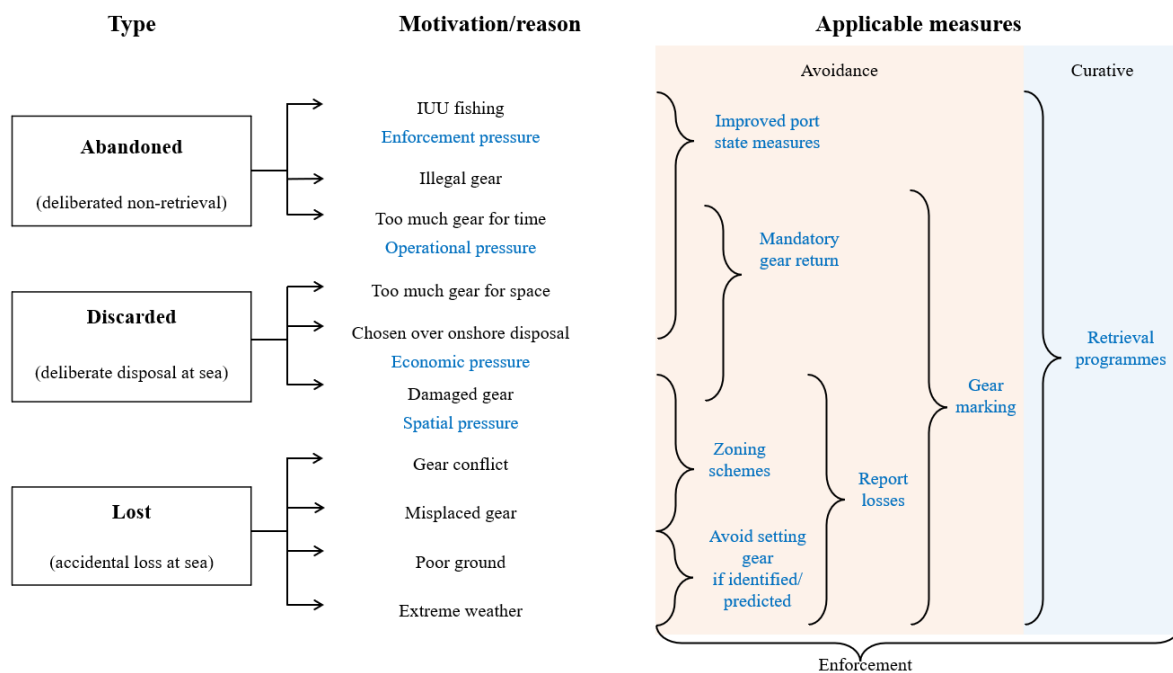 Type
Motivation/reason
Applicable measures
Avoidance
Curative
Abandoned
(deliberated non-retrieval)
IUU fishing
Enforcement pressure
Illegal gear
Too much gear for time
Operational pressure
Discarded
(deliberate disposal at sea)
Too much gear for space
Chosen over onshore disposal
Economic pressure
Damaged gear
Spatial pressure
Lost
(accidental loss at sea)
Gear conflict
Misplaced gear
Poor ground
Extreme weather
Improved port
state measures
Mandatory
gear return
Zoning
schemes
Avoid setting
gear
if identified/
predicted
Report
losses
Gear
marking
Retrieval
programmes
Enforcement